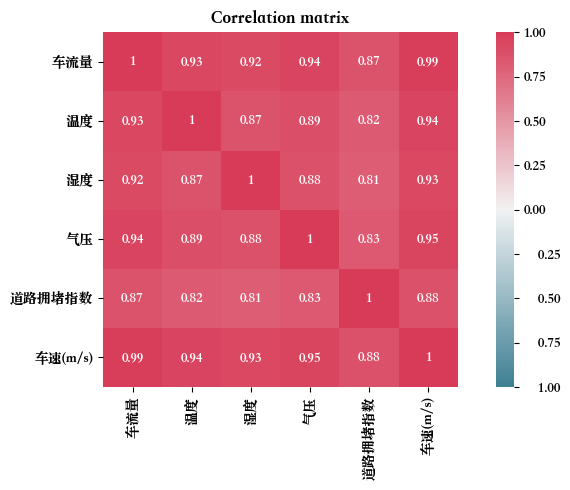 Correlation matrix
车流量 1 0.93 0.92 0.94 0.87 0.99
温度 0.93 1 0.87 0.89 0.82 0.94
湿度 0.92 0.87 1 0.88 0.81 0.93
气压 0.94 0.89 0.88 1 0.83 0.95
道路拥堵指数 0.87 0.82 0.81 0.83 1 0.88
车速(m/s) 0.99 0.94 0.93 0.95 0.88 1
车流量 温度 湿度 气压 道路拥堵指数 车速(m/s)
1.00
0.75
0.50
0.25
0.00
0.25
0.50
0.75
1.00